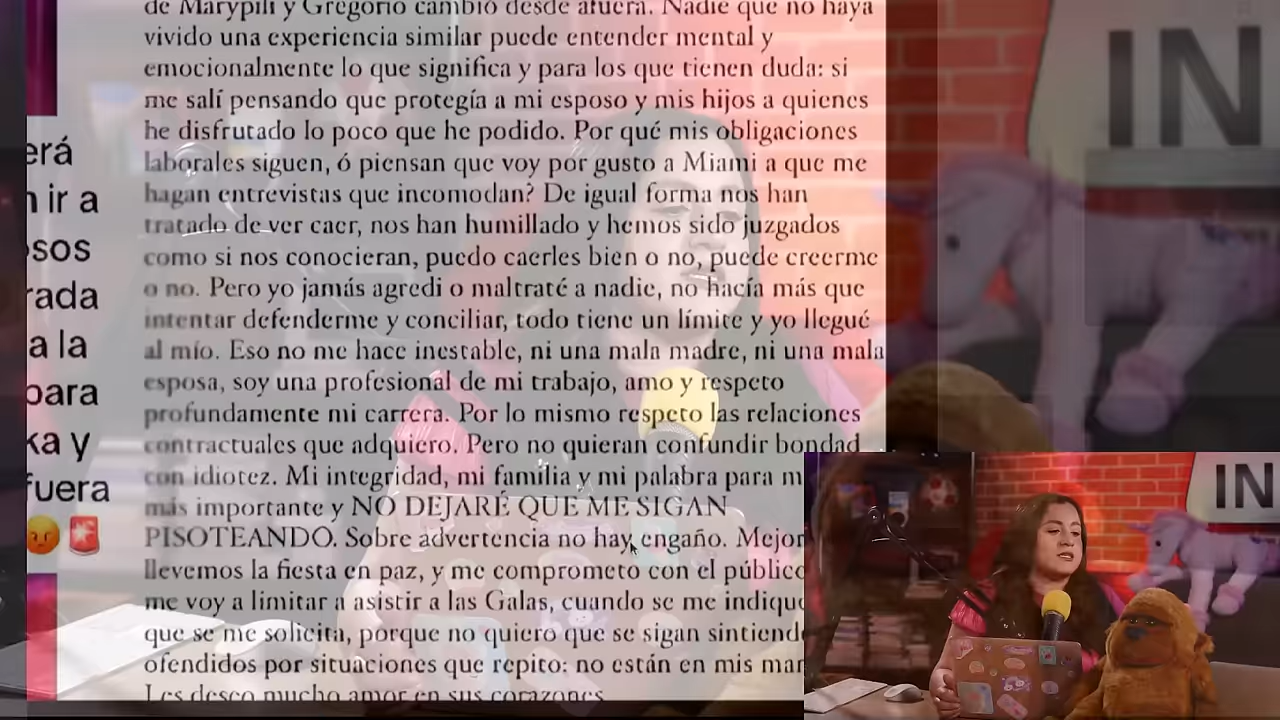 de Marypili y Gregorio cambió desde afuera. Nadie que no haya
vivido una experiencia similar puede entender mental y
emocionalmente lo que significa y para los que tienen duda: si
me salí pensando que protegía a mi esposo y mis hijos a quienes
he disfrutado lo poco que he podido. Por qué mis obligaciones
laborales siguen, ó piensan que voy por gusto a Miami a que me
hagan entrevistas que incomodan? De igual forma nos han
tratado de ver caer, nos han humillado y hemos sido juzgados
como si nos conocieran, puedo caerles bien o no, puede creerme
o no. Pero yo jamás agredi o maltraté a nadie, no hacía más que
intentar defenderme y conciliar, todo tiene un límite y yo llegué
al mío. Eso no me hace inestable, ni una mala madre, ni una mala
esposa, soy una profesional de mi trabajo, amo y respeto
profundamente mi carrera. Por lo mismo respeto las relaciones
contractuales que adquiero. Pero no quieran confundir bondad
con idiotez. Mi integridad, mi familia y mi palabra para m
más importante y NO DEJARÉ QUE ME SIGAN
PISOTEANDO. Sobre advertencia no hay engaño. Mejor
llevemos la fiesta en paz, y me comprometo con el público
me voy a limitar a asistir a las Galas, cuando se me indique
que se me solicita, porque no quiero que se sigan sintiend
ofendidos por situaciones que repito: no están en mis mar
Les deseo mucho amor en sus corazones
erá
n ir a
osos
rada
a la
para
ka y
fuera
IN
IN